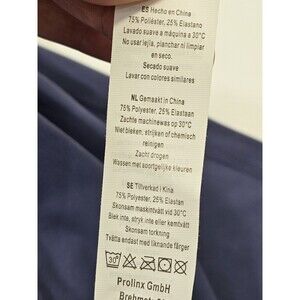 ES Hecho en China
75% Poliéster, 25% Elastano
Lavado suave a máquina a 30°C
No usar lejía, planchar ni limpiar
en seco.
Secado suave
Lavar con colores similares
NL Gemaakt in China
75% Polyester, 25% Elastaan
Zachte machinewas op 30°C
Niet bleken, strijken of chemisch
reinigen
Zacht drogen
Wassen met soortgelijke kleuren
SE Tillverkad i Kina
75% Polyester, 25% Elastan
Skonsam maskintvätt vid 30°C
Blek inte, stryk inte eller kemtvätta
Skonsam torkning
Tvätta endast med liknande färger
30°
Prolinx GmbH